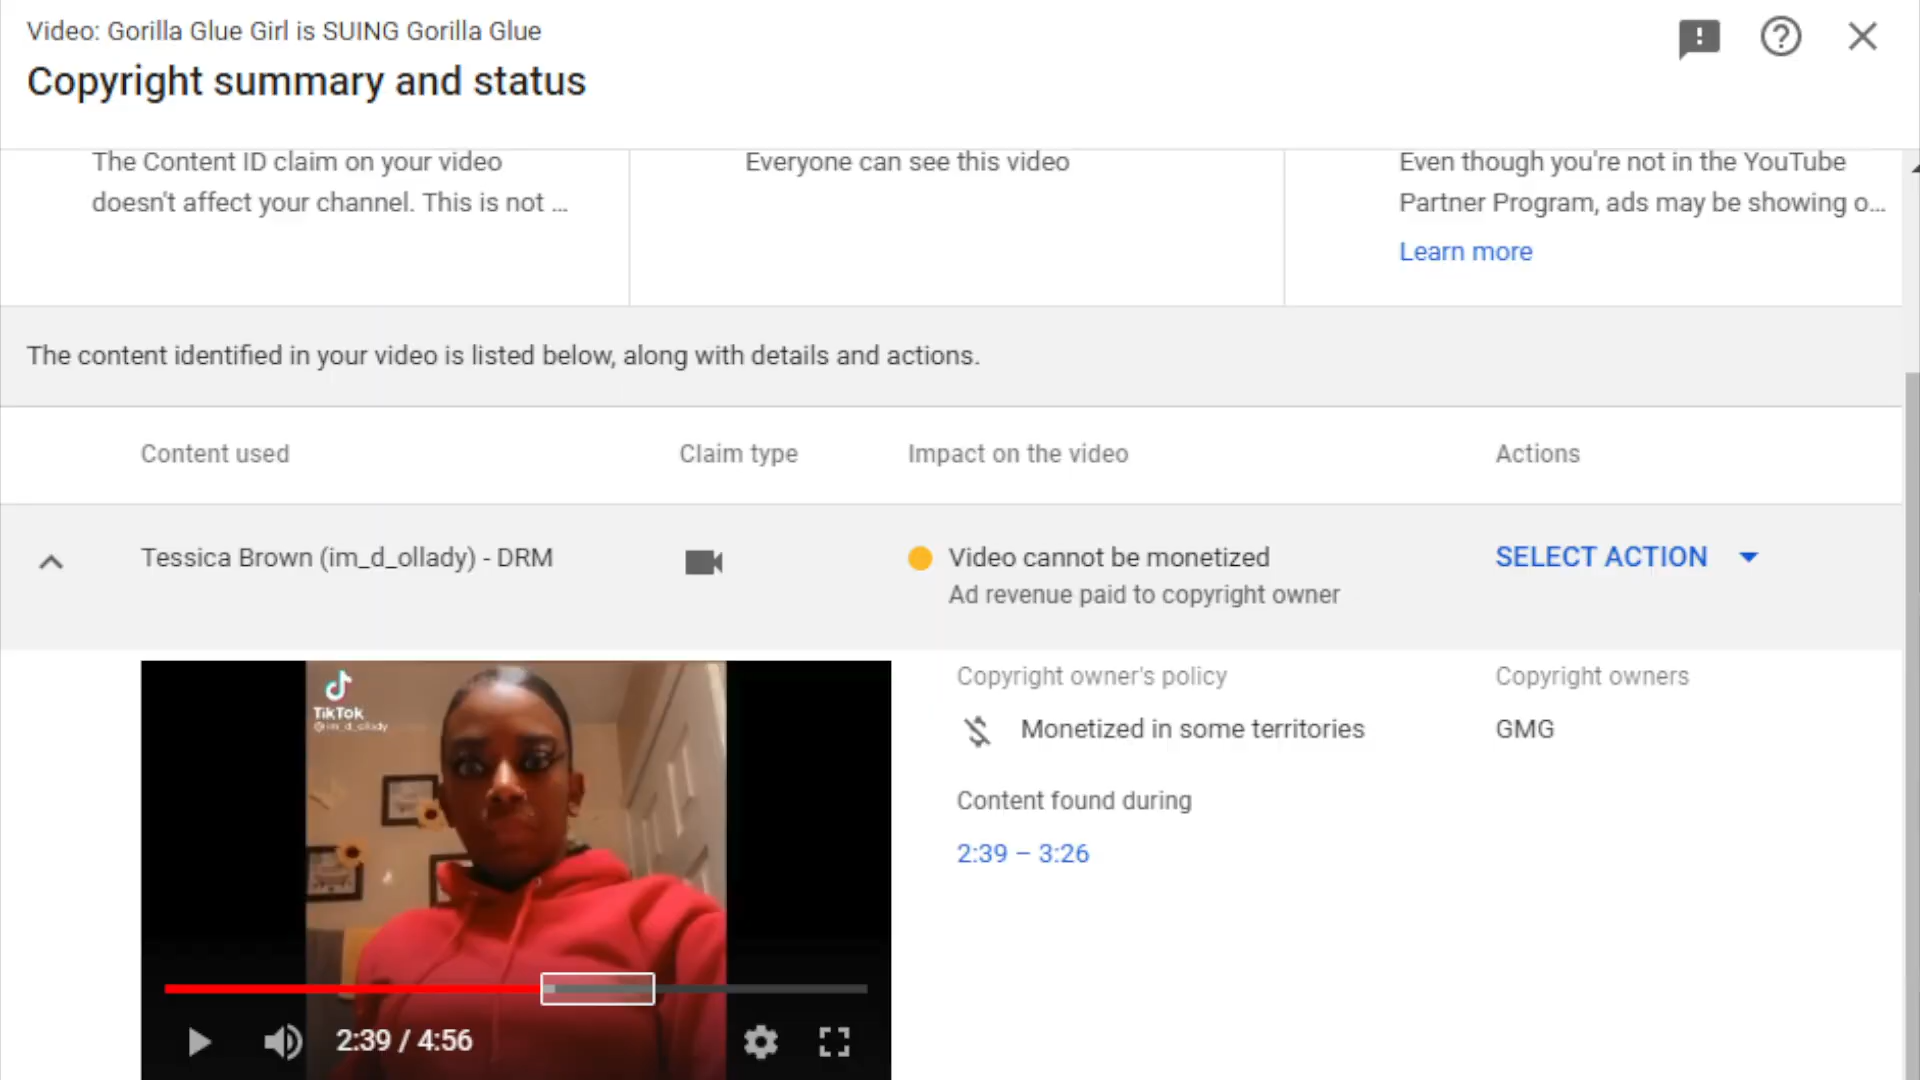 Video: Gorilla Glue Girl is SUING Gorilla Glue
Copyright summary and status
The Content ID claim on your video
doesn't affect your channel. This is not ...
Everyone can see this video
Even though you're not in the YouTube
Partner Program, ads may be showing o...
Learn more
The content identified in your video is listed below, along with details and actions.
Content used
Claim type
Impact on the video
Actions
Tessica Brown (im_d_ollady) - DRM
Video cannot be monetized
Ad revenue paid to copyright owner
SELECT ACTION
TikTok
@im_d_ollady
Copyright owner's policy
Monetized in some territories
Copyright owners
GMG
Content found during
2:39 – 3:26
2:39 / 4:56